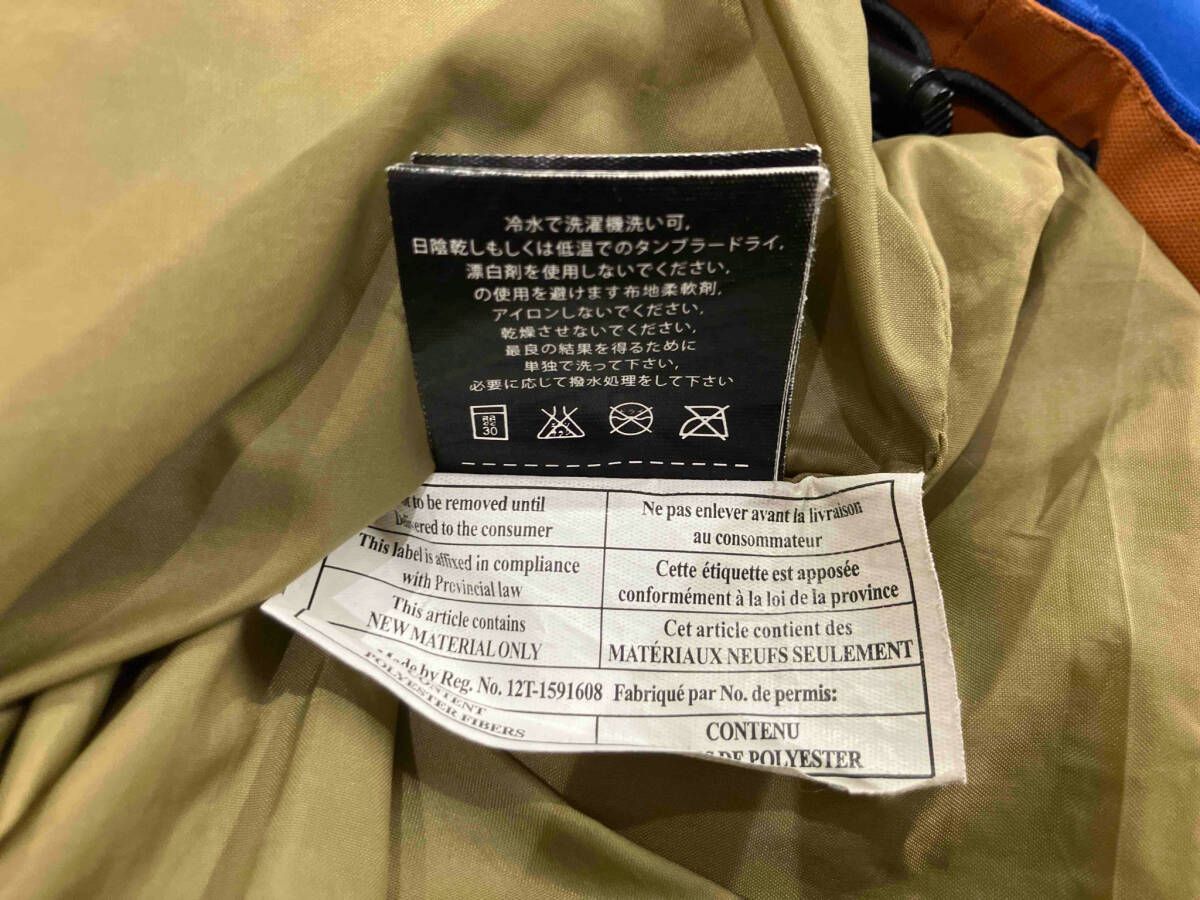 冷水で洗濯機洗い可,
日陰乾しもしくは低温でのタンブラードライ,
漂白剤を使用しないでください,
の使用を避けます布地柔軟剤,
アイロンしないでください,
乾燥させないでください,
最良の結果を得るために
単独で洗って下さい,
必要に応じて撥水処理をして下さい
30
to be removed until
Delivered to the consumer
Ne pas enlever avant la livraison
au consommateur
This label is affixed in compliance
with Provincial law
Cette étiquette est apposée
conformément à la loi de la province
This article contains
NEW MATERIAL ONLY
Cet article contient des
MATÉRIAUX NEUFS SEULEMENT
Made by Reg. No. 12T-1591608 Fabriqué par No. de permis:
CONTENT
POLYESTER FIBERS
CONTENU
DE POLYESTER